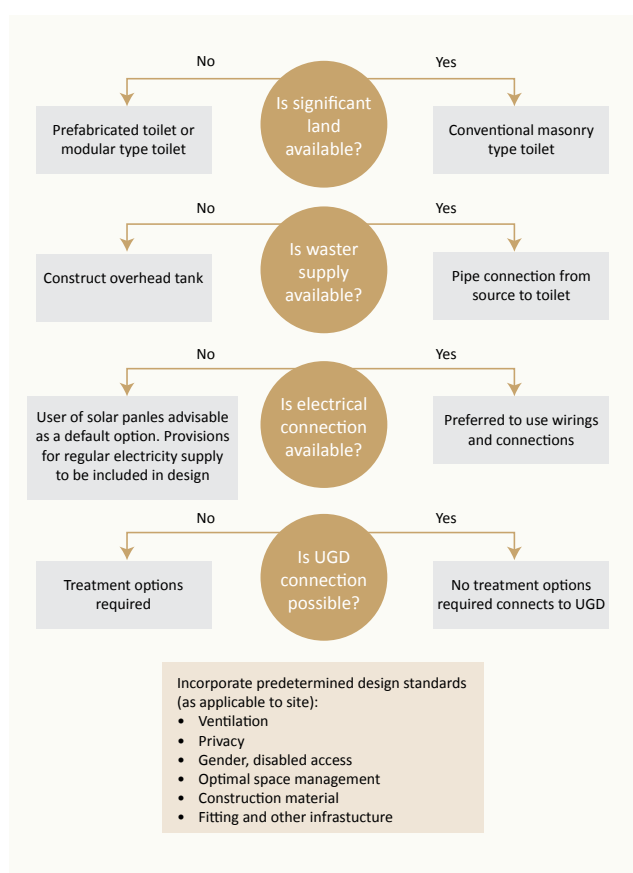 No
Yes
Is significant
land
available?
Prefabricated toilet or
modular type toilet
Conventional masonry
type toilet
No
Yes
Is waster
supply
available?
Construct overhead tank
Pipe connection from
source to toilet
No
Yes
Is electrical
connection
available?
User of solar panles advisable
as a default option. Provisions
for regular electricity supply
to be included in design
Preferred to use wirings
and connections
No
Yes
Is UGD
connection
possible?
Treatment options
required
No treatment options
required connects to UGD
Incorporate predetermined design standards
(as applicable to site):
• Ventilation
• Privacy
• Gender, disabled access
• Optimal space management
• Construction material
• Fitting and other infrastucture